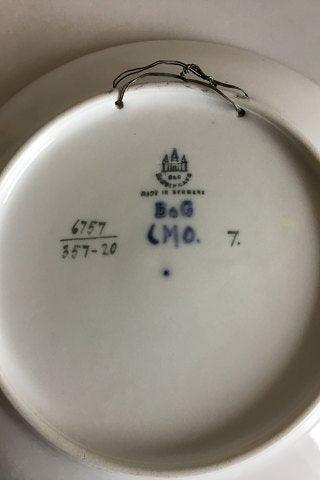 B&G
MADE IN DENMARK
B&G
CMO.
6757
357-20
7.